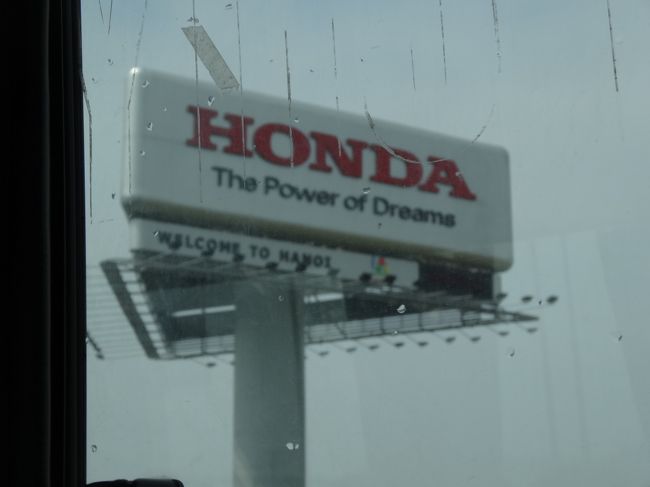 HONDA
The Power of Dreams
WELCOME TO HANOI